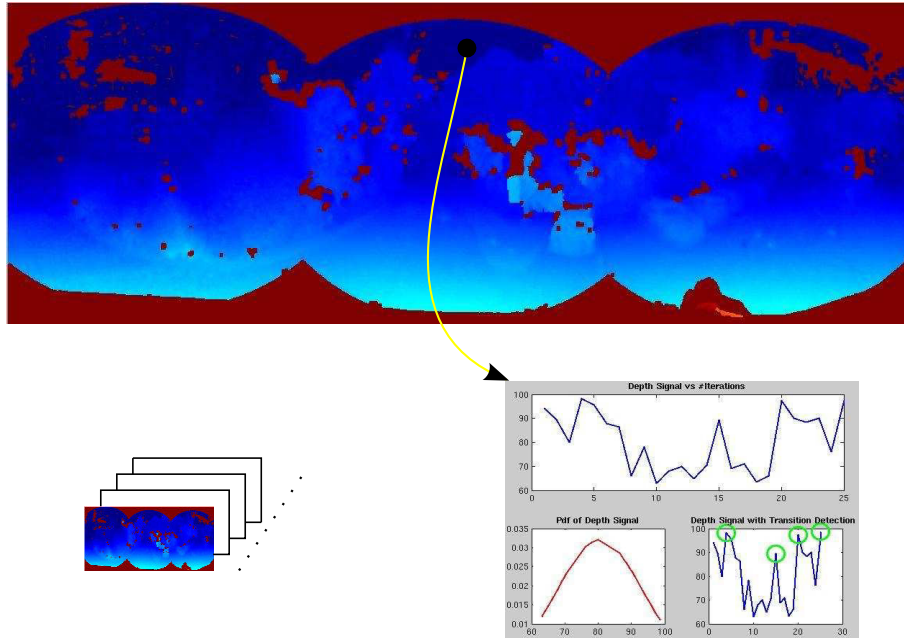 Depth Signal vs #Iterations
100
90
80
70
60
0 5 10 15 20 25
Pdf of Depth Signal
0.035
0.03
0.025
0.02
0.015
0.01
60 70 80 90 100
Depth Signal with Transition Detection
100
90
80
70
60
0 10 20 30